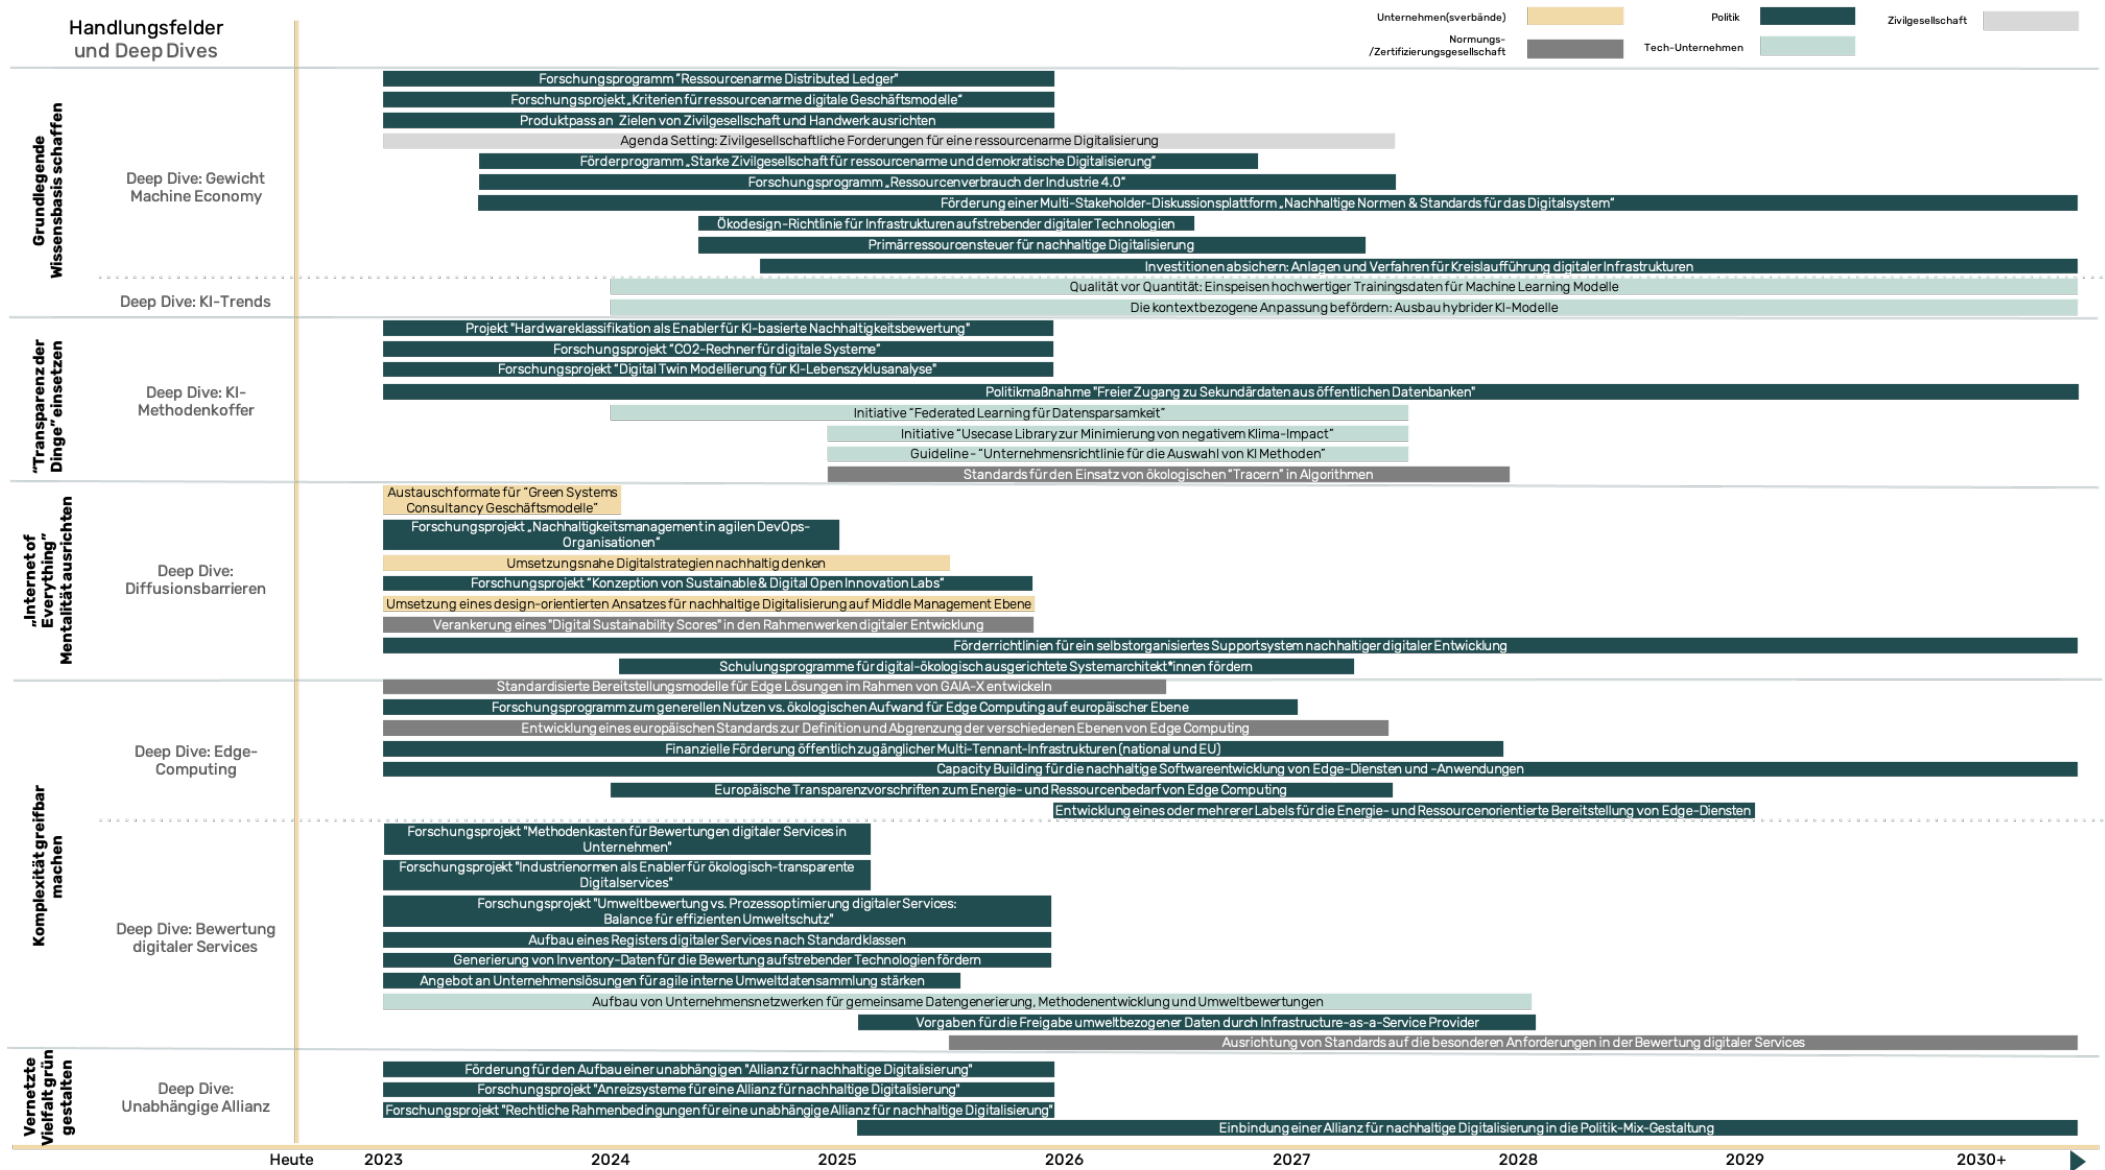 Handlungsfelder
und Deep Dives
Unternehmen(sverbände)
Politik
Zivilgesellschaft
Normungs-
/Zertifizierungsgesellschaft
Tech-Unternehmen
Grundlegende
Wissensbasis schaffen
Deep Dive: Gewicht
Machine Economy
Forschungsprogramm "Ressourcenarme Distributed Ledger"
Forschungsprojekt „Kriterien für ressourcenarme digitale Geschäftsmodelle“
Produktpass an Zielen von Zivilgesellschaft und Handwerk ausrichten
Agenda Setting: Zivilgesellschaftliche Forderungen für eine ressourcenarme Digitalisierung
Förderprogramm „Starke Zivilgesellschaft für ressourcenarme und demokratische Digitalisierung“
Forschungsprogramm „Ressourcenverbrauch der Industrie 4.0“
Förderung einer Multi-Stakeholder-Diskussionsplattform „Nachhaltige Normen & Standards für das Digitalsystem“
Ökodesign-Richtlinie für Infrastrukturen aufstrebender digitaler Technologien
Primärressourcensteuer für nachhaltige Digitalisierung
Investitionen absichern: Anlagen und Verfahren für Kreislaufführung digitaler Infrastrukturen
Deep Dive: KI-Trends
Qualität vor Quantität: Einspeisen hochwertiger Trainingsdaten für Machine Learning Modelle
Die kontextbezogene Anpassung befördern: Ausbau hybrider KI-Modelle
“Transparenz der
Dinge” einsetzen
Deep Dive: KI-
Methodenkoffer
Projekt "Hardwareklassifikation als Enabler für KI-basierte Nachhaltigkeitsbewertung"
Forschungsprojekt “CO2-Rechner für digitale Systeme”
Forschungsprojekt “Digital Twin Modellierung für KI-Lebenszyklusanalyse”
Politikmaßnahme "Freier Zugang zu Sekundärdaten aus öffentlichen Datenbanken"
Initiative “Federated Learning für Datensparsamkeit”
Initiative “Usecase Library zur Minimierung von negativem Klima-Impact”
Guideline - “Unternehmensrichtlinie für die Auswahl von KI Methoden”
Standards für den Einsatz von ökologischen “Tracern” in Algorithmen
„Internet of
Everything“
Mentalität ausrichten
Deep Dive:
Diffusionsbarrieren
Austauschformate für “Green Systems
Consultancy Geschäftsmodelle”
Forschungsprojekt „Nachhaltigkeitsmanagement in agilen DevOps-
Organisationen“
Umsetzungsnahe Digitalstrategien nachhaltig denken
Forschungsprojekt “Konzeption von Sustainable & Digital Open Innovation Labs”
Umsetzung eines design-orientierten Ansatzes für nachhaltige Digitalisierung auf Middle Management Ebene
Verankerung eines "Digital Sustainability Scores" in den Rahmenwerken digitaler Entwicklung
Förderrichtlinien für ein selbstorganisiertes Supportsystem nachhaltiger digitaler Entwicklung
Schulungsprogramme für digital-ökologisch ausgerichtete Systemarchitekt*innen fördern
Komplexität greifbar
machen
Deep Dive: Edge-
Computing
Standardisierte Bereitstellungsmodelle für Edge Lösungen im Rahmen von GAIA-X entwickeln
Forschungsprogramm zum generellen Nutzen vs. ökologischen Aufwand für Edge Computing auf europäischer Ebene
Entwicklung eines europäischen Standards zur Definition und Abgrenzung der verschiedenen Ebenen von Edge Computing
Finanzielle Förderung öffentlich zugänglicher Multi-Tennant-Infrastrukturen (national und EU)
Capacity Building für die nachhaltige Softwareentwicklung von Edge-Diensten und -Anwendungen
Europäische Transparenzvorschriften zum Energie- und Ressourcenbedarf von Edge Computing
Entwicklung eines oder mehrerer Labels für die Energie- und Ressourcenorientierte Bereitstellung von Edge-Diensten
Deep Dive: Bewertung
digitaler Services
Forschungsprojekt "Methodenkasten für Bewertungen digitaler Services in
Unternehmen"
Forschungsprojekt "Industrienormen als Enabler für ökologisch-transparente
Digitalservices"
Forschungsprojekt "Umweltbewertung vs. Prozessoptimierung digitaler Services:
Balance für effizienten Umweltschutz"
Aufbau eines Registers digitaler Services nach Standardklassen
Generierung von Inventory-Daten für die Bewertung aufstrebender Technologien fördern
Angebot an Unternehmenslösungen für agile interne Umweltdatensammlung stärken
Aufbau von Unternehmensnetzwerken für gemeinsame Datengenerierung, Methodenentwicklung und Umweltbewertungen
Vorgaben für die Freigabe umweltbezogener Daten durch Infrastructure-as-a-Service Provider
Ausrichtung von Standards auf die besonderen Anforderungen in der Bewertung digitaler Services
Vernetzte
Vielfalt grün
gestalten
Deep Dive:
Unabhängige Allianz
Förderung für den Aufbau einer unabhängigen "Allianz für nachhaltige Digitalisierung"
Forschungsprojekt "Anreizsysteme für eine Allianz für nachhaltige Digitalisierung"
Forschungsprojekt "Rechtliche Rahmenbedingungen für eine unabhängige Allianz für nachhaltige Digitalisierung"
Einbindung einer Allianz für nachhaltige Digitalisierung in die Politik-Mix-Gestaltung
Heute 2023 2024 2025 2026 2027 2028 2029 2030+